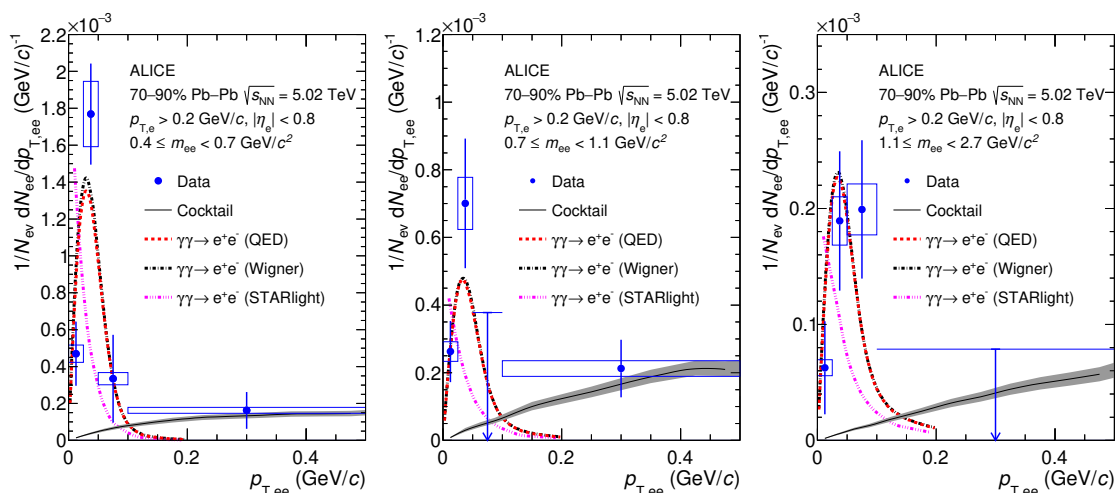 ×10⁻³
1/N_ev dN_ee/dp_T,ee (GeV/c)⁻¹
2.2
2
1.8
1.6
1.4
1.2
1
0.8
0.6
0.4
0.2
0
ALICE
70–90% Pb–Pb √s_NN = 5.02 TeV
p_T,e > 0.2 GeV/c, |η_e| < 0.8
0.4 ≤ m_ee < 0.7 GeV/c²
Data
Cocktail
γγ→ e⁺e⁻ (QED)
γγ→ e⁺e⁻ (Wigner)
γγ→ e⁺e⁻ (STARlight)
0 0.2 0.4
p_T,ee (GeV/c)
×10⁻³
1/N_ev dN_ee/dp_T,ee (GeV/c)⁻¹
1.2
1
0.8
0.6
0.4
0.2
0
ALICE
70–90% Pb–Pb √s_NN = 5.02 TeV
p_T,e > 0.2 GeV/c, |η_e| < 0.8
0.7 ≤ m_ee < 1.1 GeV/c²
Data
Cocktail
γγ→ e⁺e⁻ (QED)
γγ→ e⁺e⁻ (Wigner)
γγ→ e⁺e⁻ (STARlight)
0 0.2 0.4
p_T,ee (GeV/c)
×10⁻³
1/N_ev dN_ee/dp_T,ee (GeV/c)⁻¹
0.3
0.2
0.1
0
ALICE
70–90% Pb–Pb √s_NN = 5.02 TeV
p_T,e > 0.2 GeV/c, |η_e| < 0.8
1.1 ≤ m_ee < 2.7 GeV/c²
Data
Cocktail
γγ→ e⁺e⁻ (QED)
γγ→ e⁺e⁻ (Wigner)
γγ→ e⁺e⁻ (STARlight)
0 0.2 0.4
p_T,ee (GeV/c)